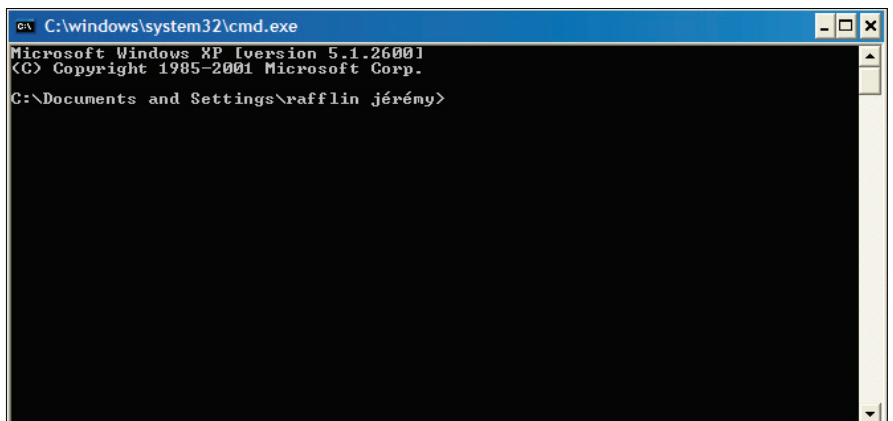 C:\windows\system32\cmd.exe
Microsoft Windows XP [version 5.1.2600]
(C) Copyright 1985-2001 Microsoft Corp.
C:\Documents and Settings\rafflin jérémy>